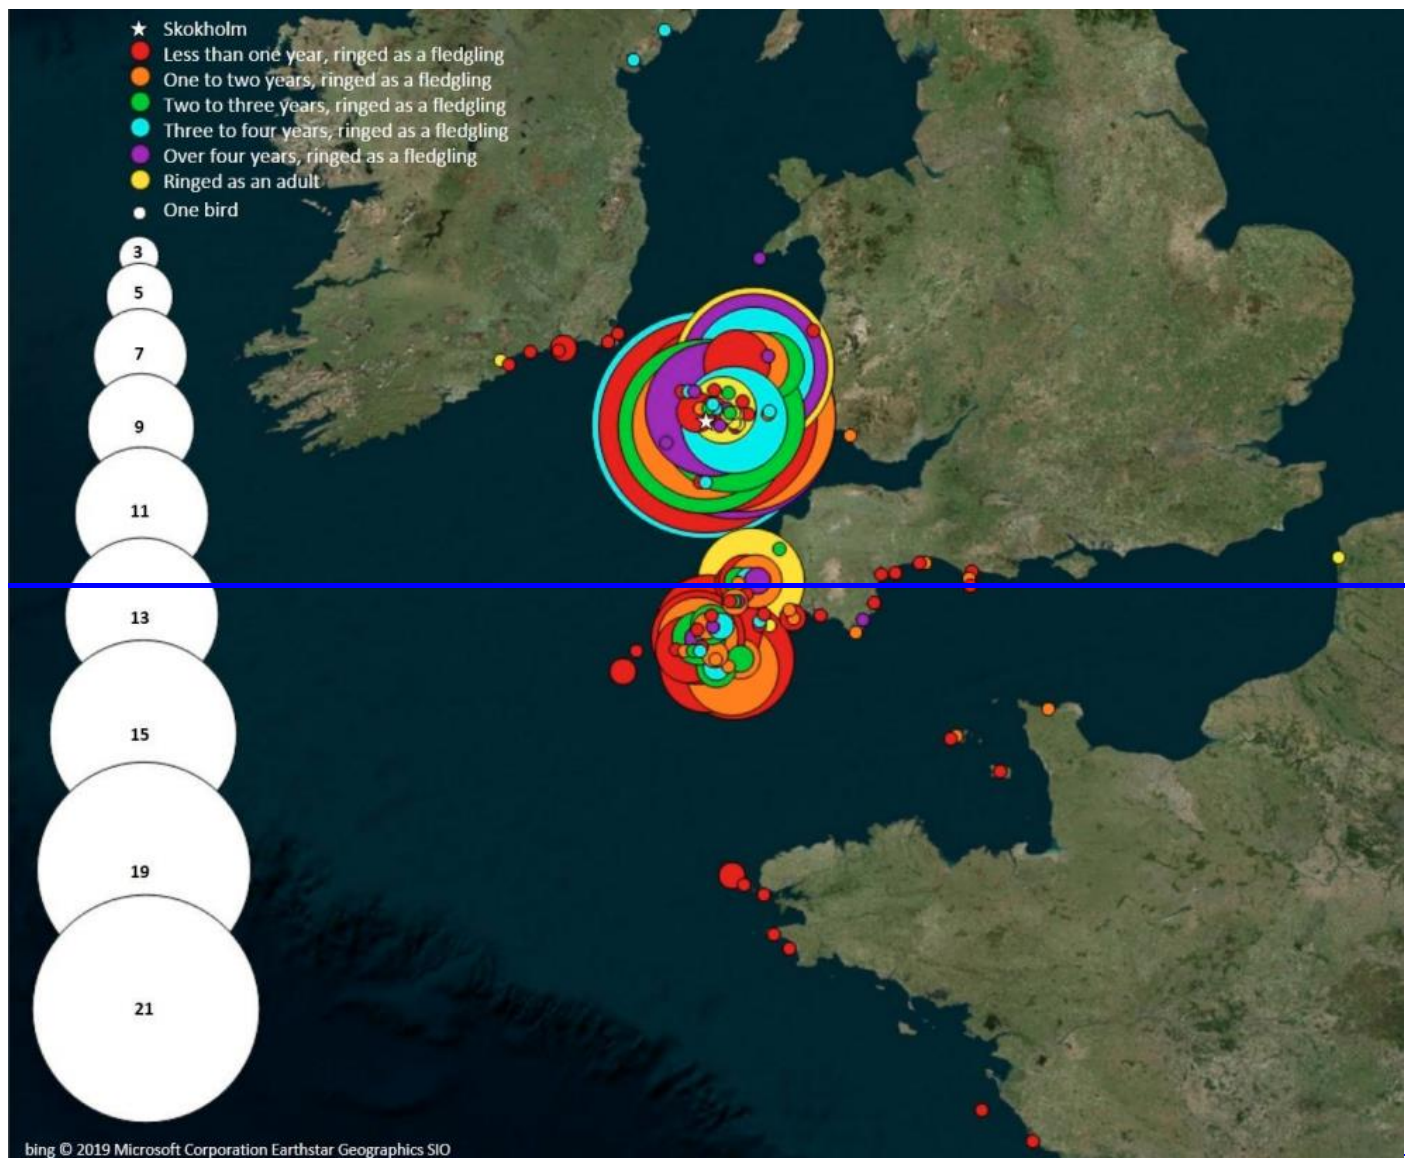 Skokholm
Less than one year, ringed as a fledgling
One to two years, ringed as a fledgling
Two to three years, ringed as a fledgling
Three to four years, ringed as a fledgling
Over four years, ringed as a fledgling
Ringed as an adult
One bird
3
5
7
9
11
13
15
19
21
bing © 2019 Microsoft Corporation Earthstar Geographics SIO